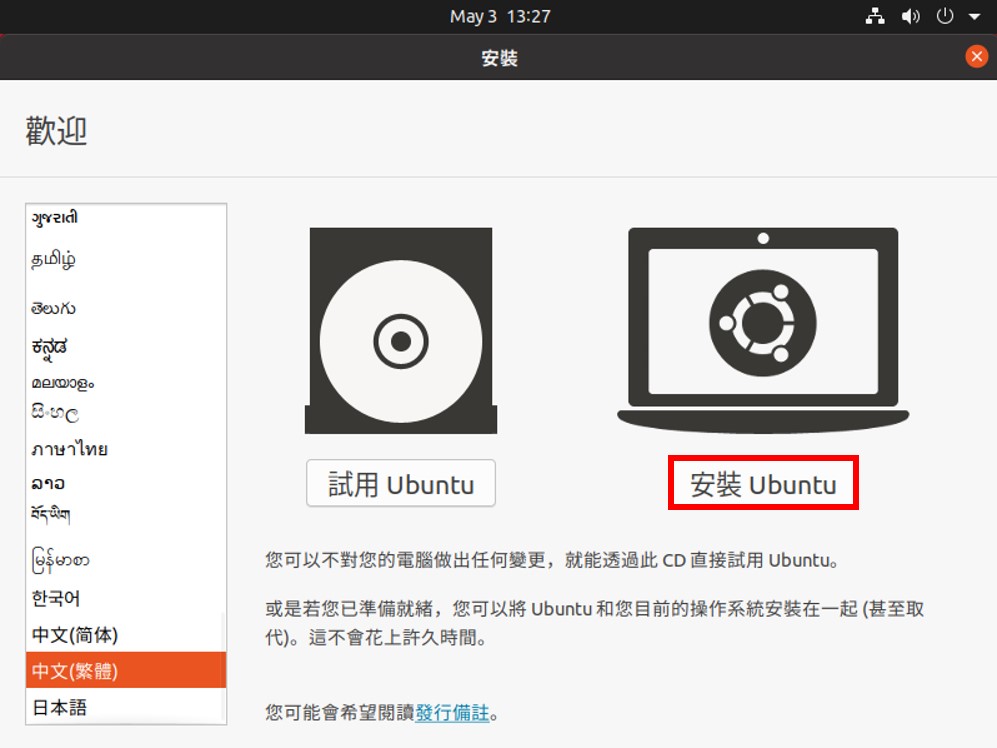 May 3 13:27
安裝
歡迎
ગુજરાતી
தமிழ்
తెలుగు
ಕನ್ನಡ
മലയാളം
සිංහල
ภาษาไทย
ລາວ
བོད་ཡིག
မြန်မာစာ
한국어
中文(简体)
中文(繁體)
日本語
試用 Ubuntu
安裝 Ubuntu
您可以不對您的電腦做出任何變更，就能透過此 CD 直接試用 Ubuntu。
或是若您已準備就緒，您可以將 Ubuntu 和您目前的操作系統安裝在一起 (甚至取
代)。這不會花上許久時間。
您可能會希望閱讀發行備註。